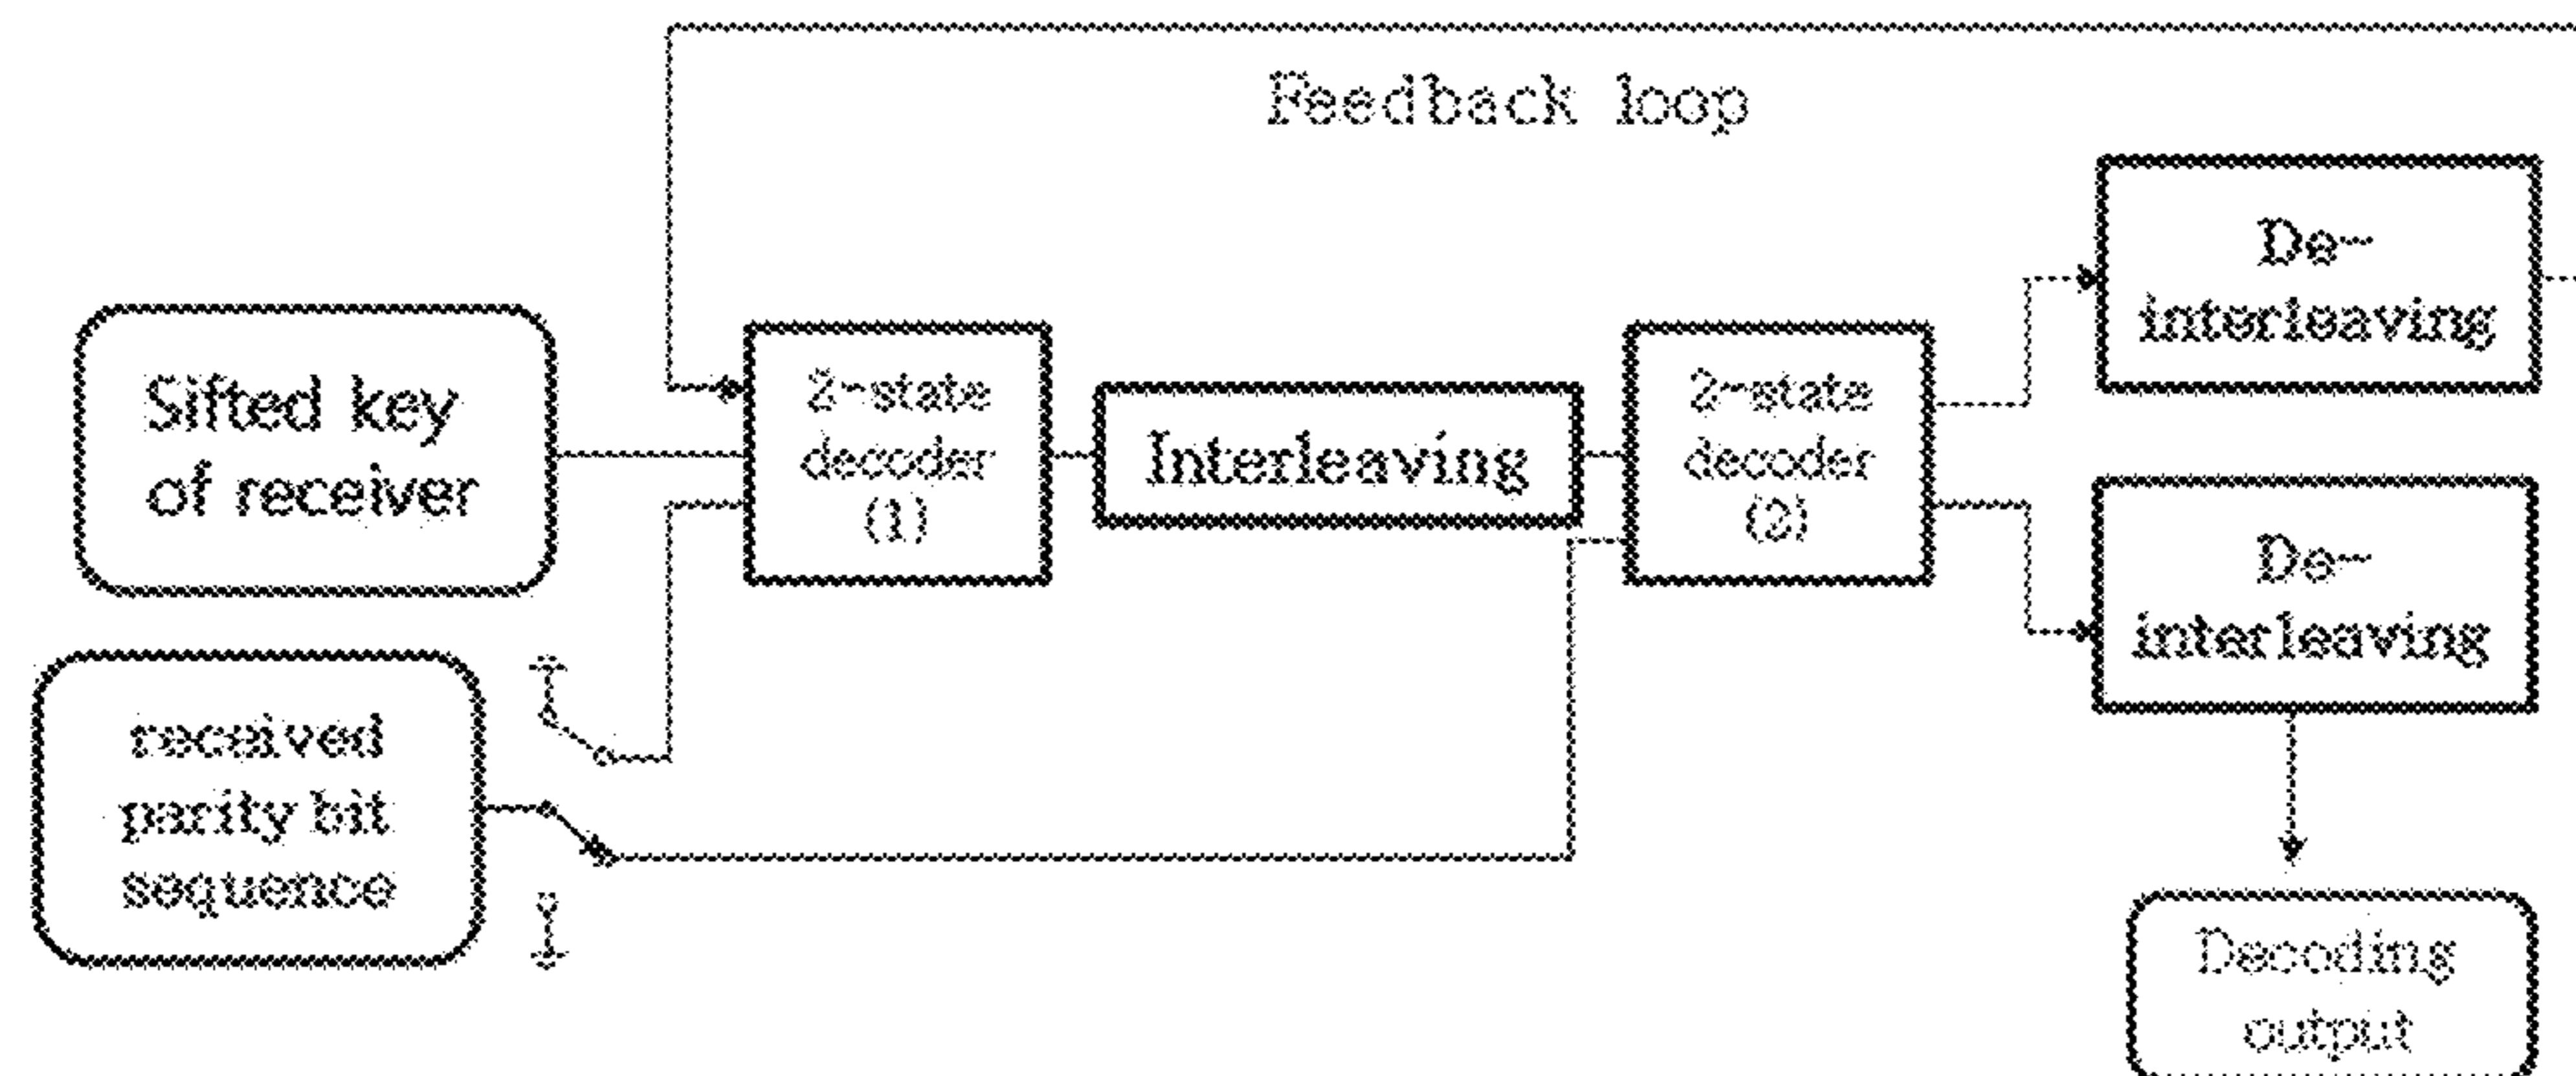 Feedback loop
De-
interleaving
Sifted key
of receiver
2-state
decoder
(1)
Interleaving
2-state
decoder
(2)
De-
interleaving
received
parity bit
sequence
Decoding
output